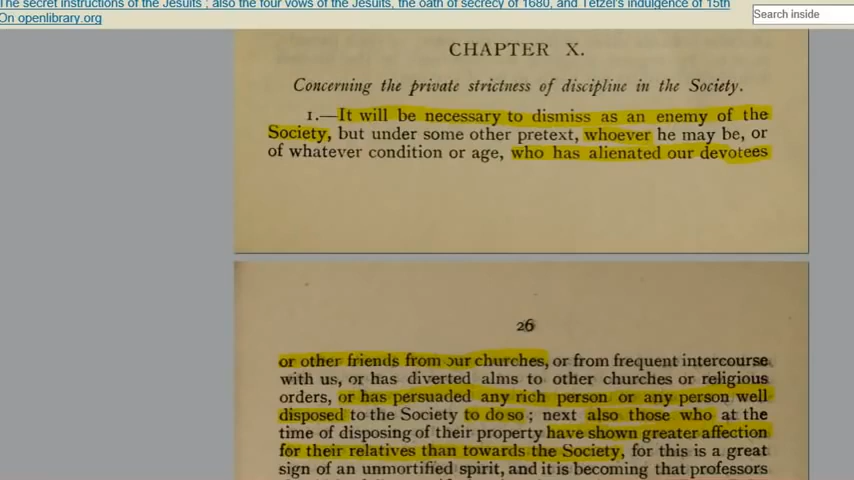 The secret instructions of the Jesuits ; also the four vows of the Jesuits, the oath of secrecy of 1680, and Tetzel's indulgence of 15th
On openlibrary.org
Search inside
CHAPTER X.
Concerning the private strictness of discipline in the Society.
1.—It will be necessary to dismiss as an enemy of the
Society, but under some other pretext, whoever he may be, or
of whatever condition or age, who has alienated our devotees
26
or other friends from our churches, or from frequent intercourse
with us, or has diverted alms to other churches or religious
orders, or has persuaded any rich person or any person well
disposed to the Society to do so ; next also those who at the
time of disposing of their property have shown greater affection
for their relatives than towards the Society, for this is a great
sign of an unmortified spirit, and it is becoming that professors